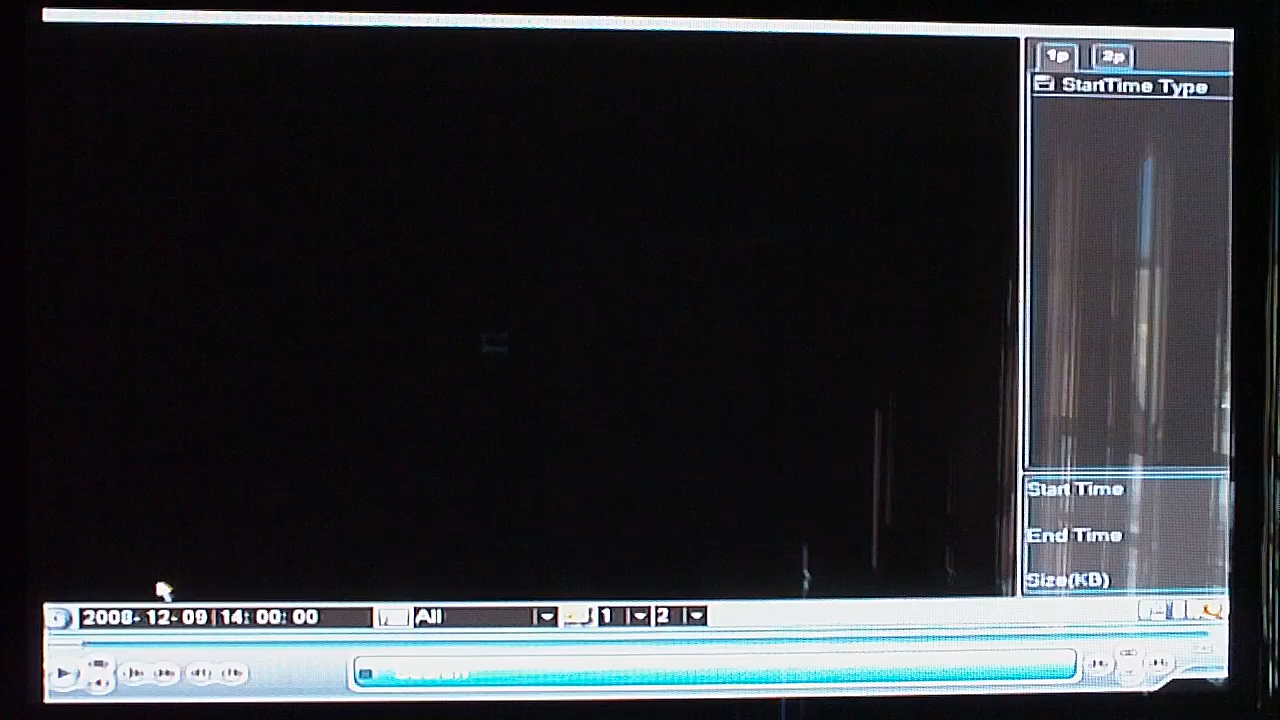 1p 2p
StartTime Type
Start Time
End Time
Size(KB)
2008- 12- 09 14: 00: 00 All 1 2